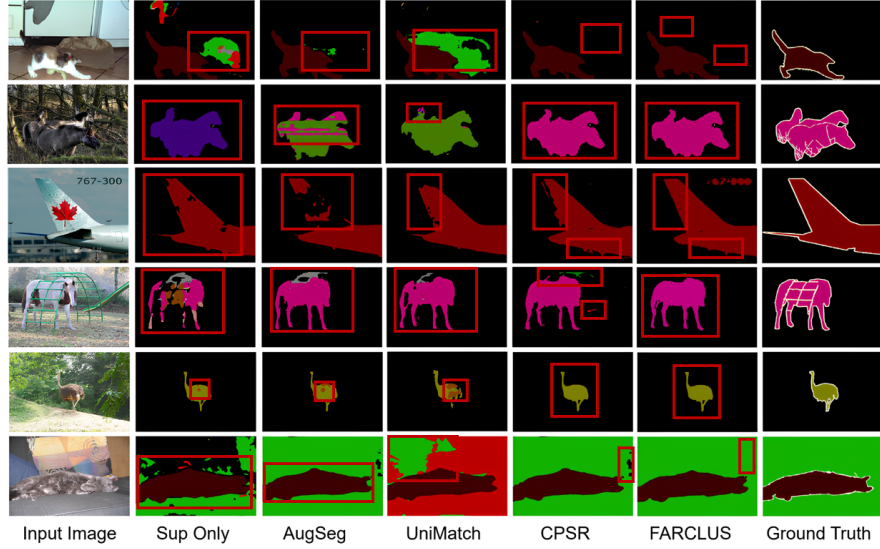 767-300
Input Image
Sup Only
AugSeg
UniMatch
CPSR
FARCLUS
Ground Truth